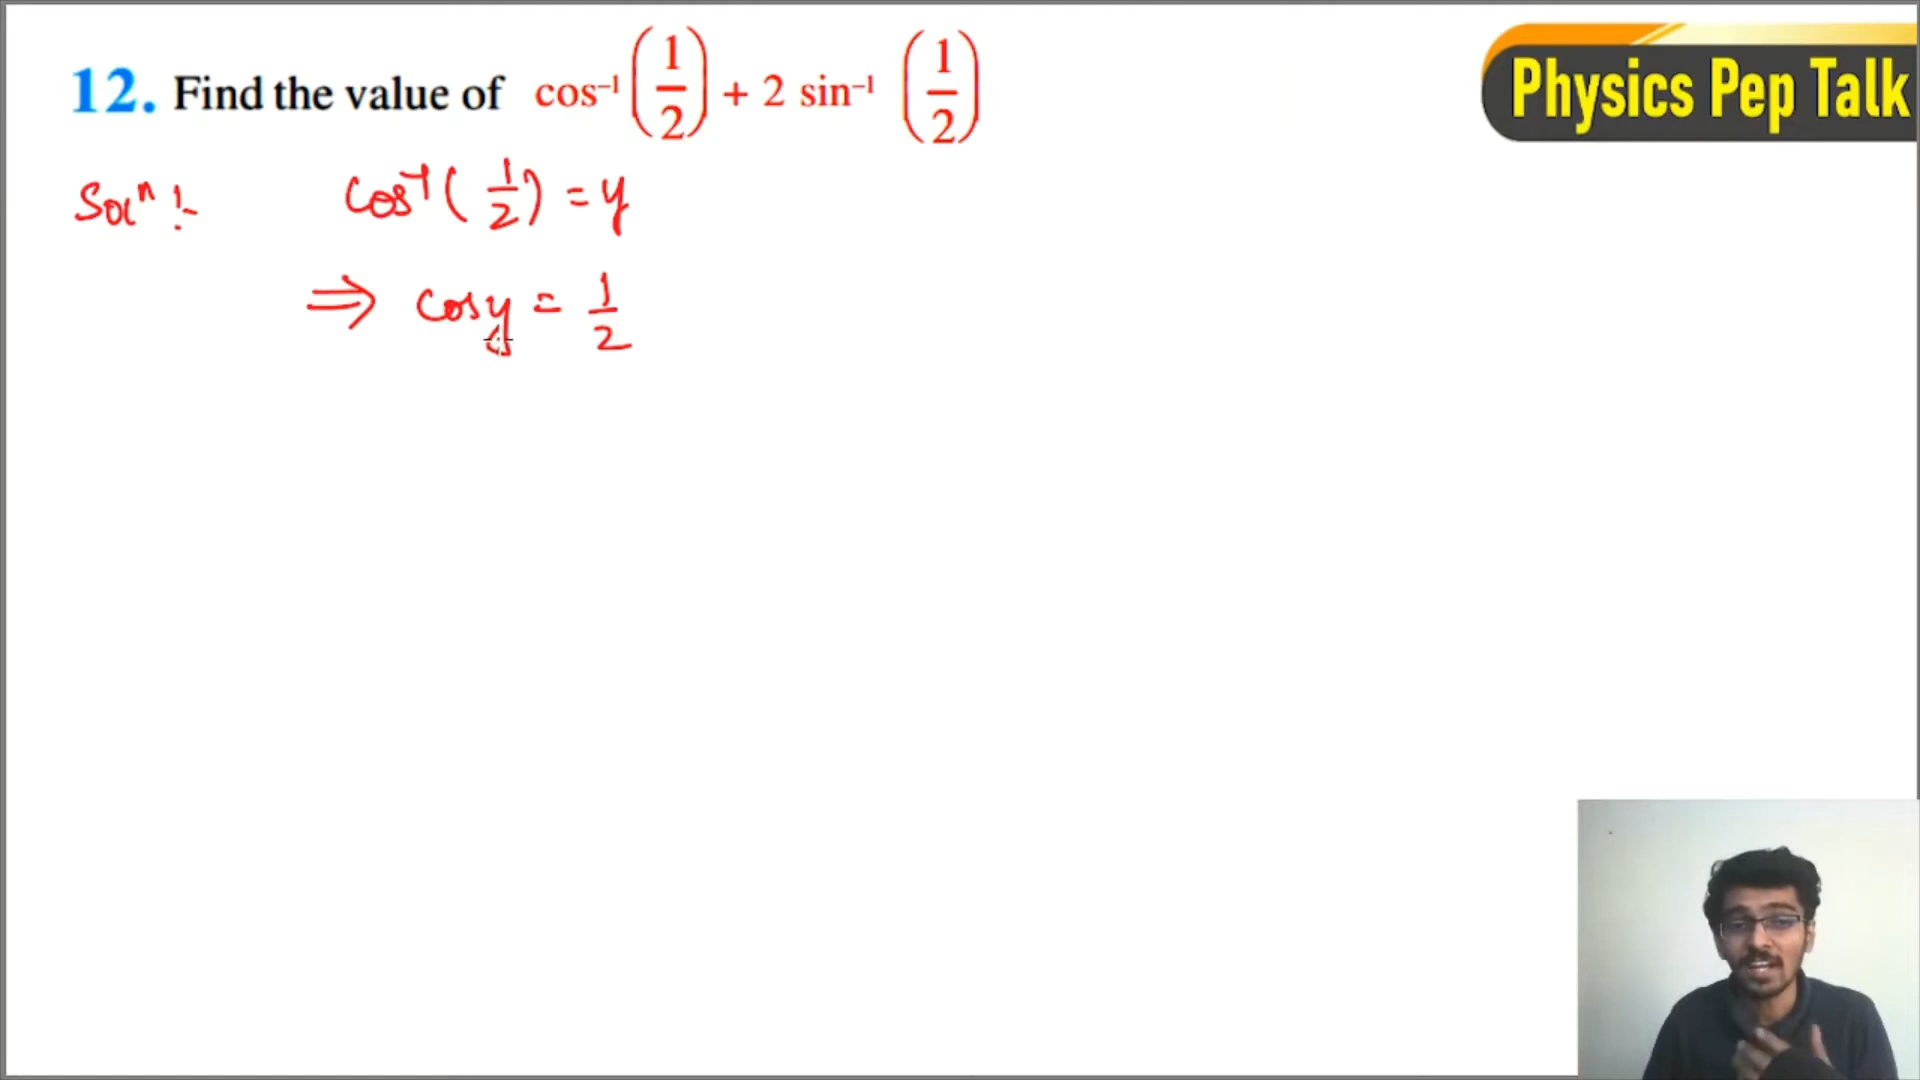 12. Find the value of cos⁻¹(1/2) + 2 sin⁻¹(1/2)
Physics Pep Talk
Solⁿ :- cos⁻¹(1/2) = y
⇒ cos y = 1/2